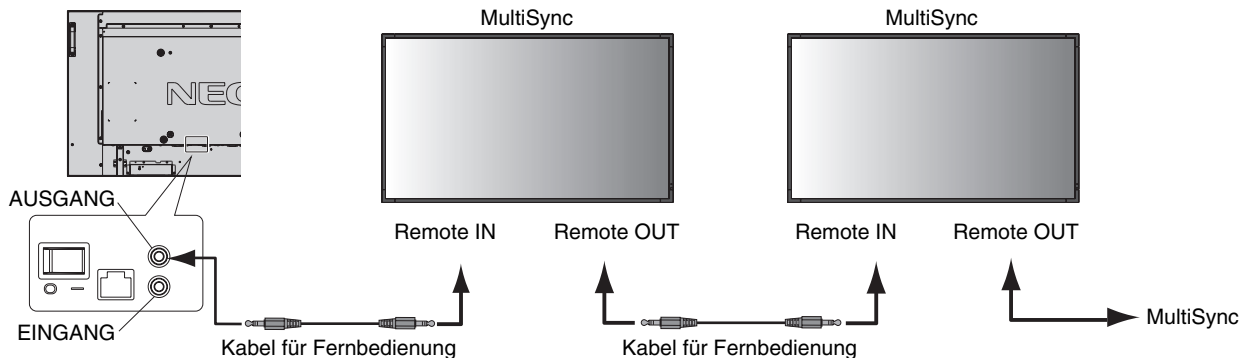 MultiSync
MultiSync
NEC
AUSGANG
Remote IN
Remote OUT
Remote IN
Remote OUT
EINGANG
Kabel für Fernbedienung
Kabel für Fernbedienung
MultiSync